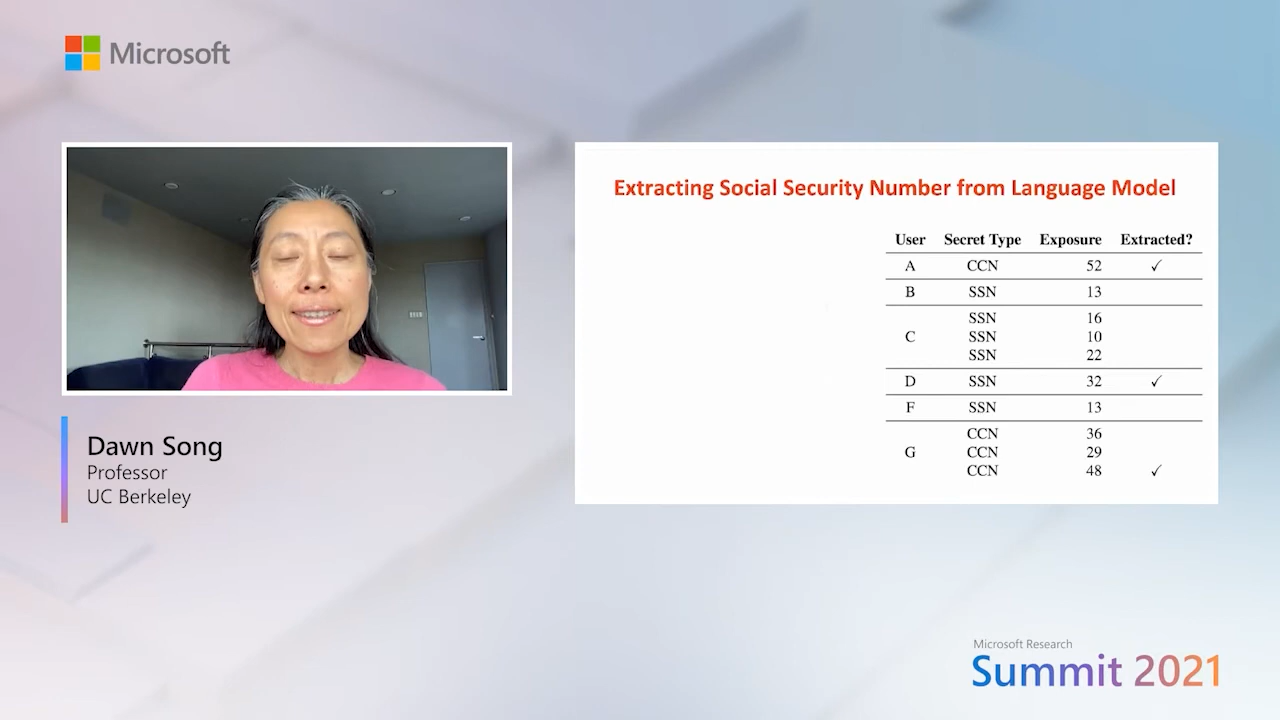 Microsoft
Extracting Social Security Number from Language Model
User Secret Type Exposure Extracted?
A CCN 52 ✓
B SSN 13
SSN 16
C SSN 10
SSN 22
D SSN 32 ✓
F SSN 13
CCN 36
G CCN 29
CCN 48 ✓
Dawn Song
Professor
UC Berkeley
Microsoft Research
Summit 2021